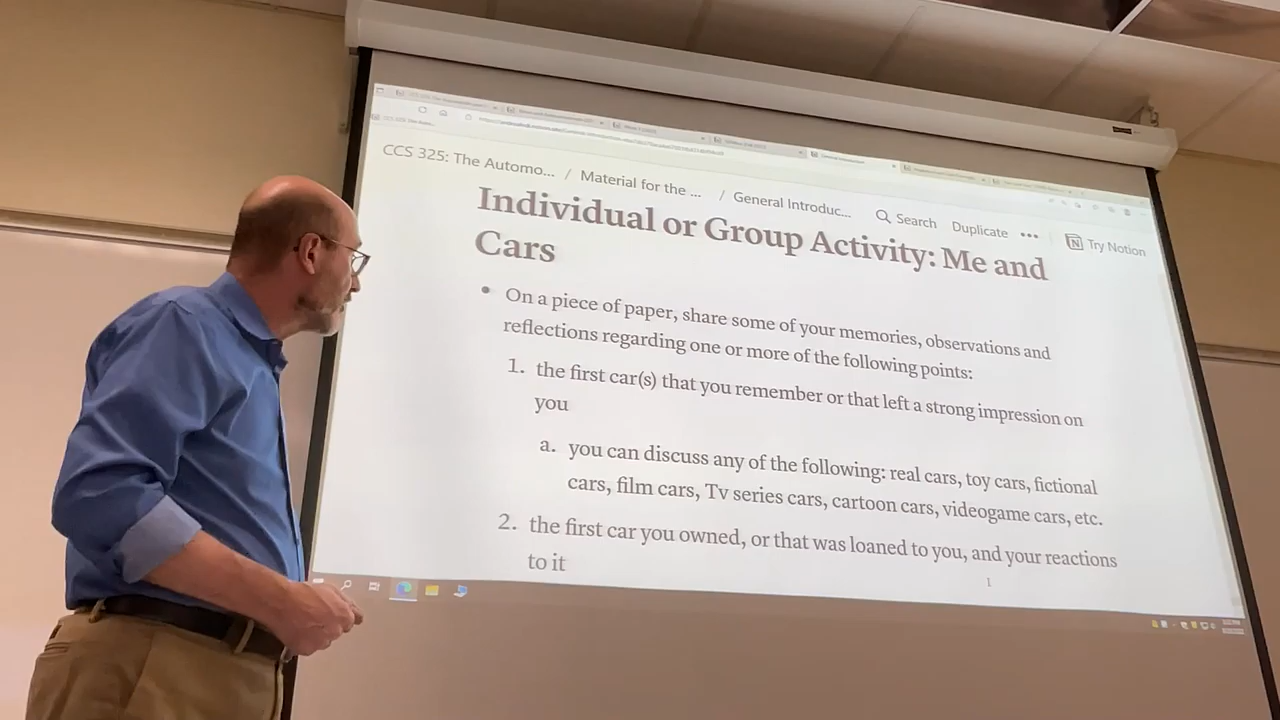 CCS 325: The Automo... / Material for the ... / General Introduc... Search Duplicate ••• Try Notion
Individual or Group Activity: Me and
Cars
• On a piece of paper, share some of your memories, observations and
reflections regarding one or more of the following points:
1. the first car(s) that you remember or that left a strong impression on
you
a. you can discuss any of the following: real cars, toy cars, fictional
cars, film cars, Tv series cars, cartoon cars, videogame cars, etc.
2. the first car you owned, or that was loaned to you, and your reactions
to it